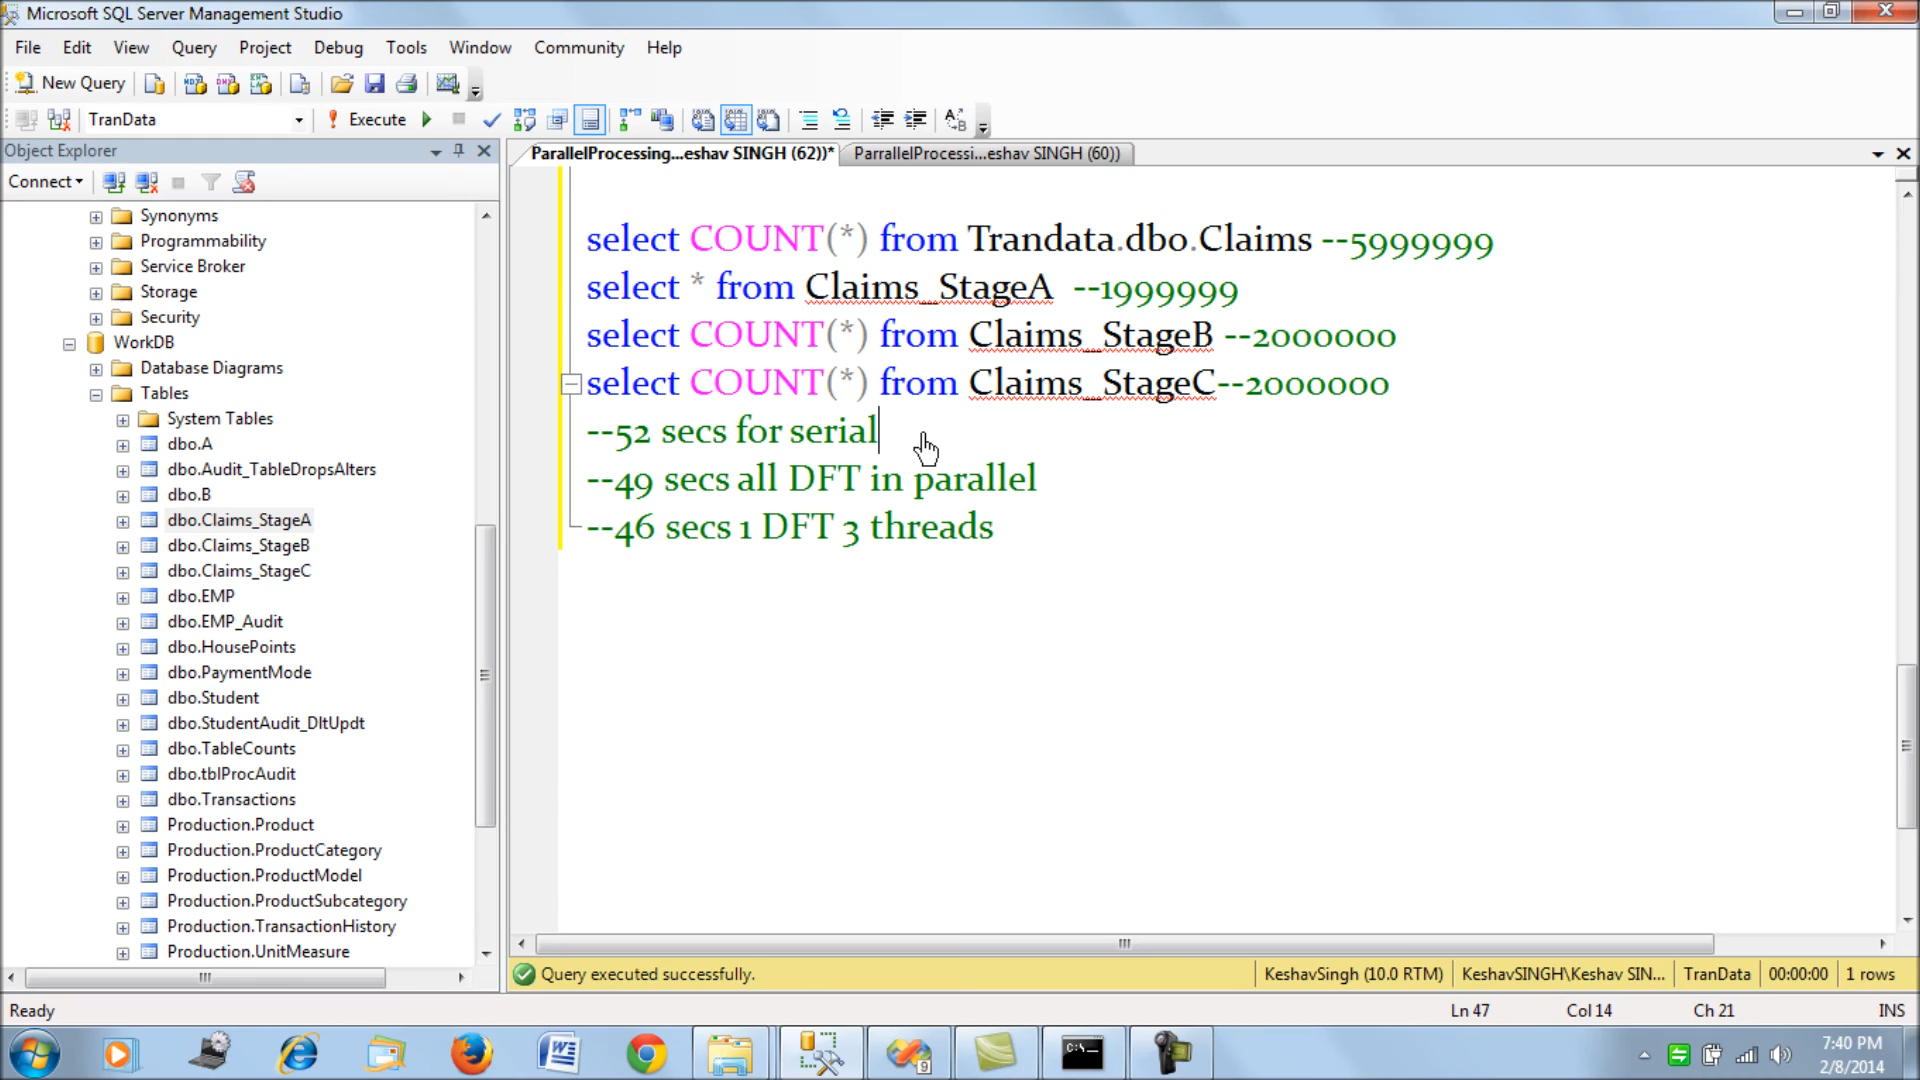 Microsoft SQL Server Management Studio
File Edit View Query Project Debug Tools Window Community Help
New Query
TranData Execute
Object Explorer
ParallelProcessing...eshav SINGH (62))* ParrallelProcessi...eshav SINGH (60))
Connect
Synonyms
Programmability
Service Broker
Storage
Security
WorkDB
Database Diagrams
Tables
System Tables
dbo.A
dbo.Audit_TableDropsAlters
dbo.B
dbo.Claims_StageA
dbo.Claims_StageB
dbo.Claims_StageC
dbo.EMP
dbo.EMP_Audit
dbo.HousePoints
dbo.PaymentMode
dbo.Student
dbo.StudentAudit_DltUpdt
dbo.TableCounts
dbo.tblProcAudit
dbo.Transactions
Production.Product
Production.ProductCategory
Production.ProductModel
Production.ProductSubcategory
Production.TransactionHistory
Production.UnitMeasure
select COUNT(*) from Trandata.dbo.Claims --5999999
select * from Claims_StageA --1999999
select COUNT(*) from Claims_StageB --2000000
select COUNT(*) from Claims_StageC--2000000
--52 secs for serial
--49 secs all DFT in parallel
--46 secs 1 DFT 3 threads
Query executed successfully. KeshavSingh (10.0 RTM) KeshavSINGH\Keshav SIN... TranData 00:00:00 1 rows
Ready Ln 47 Col 14 Ch 21 INS
C:\
9
7:40 PM
2/8/2014